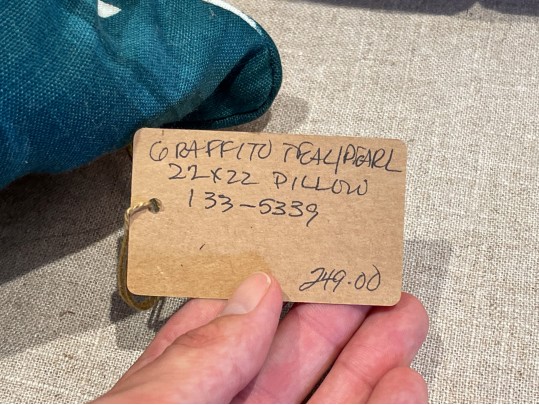 GRAFFITO TEAL/PEARL
22X22 PILLOW
133-5339
249.00